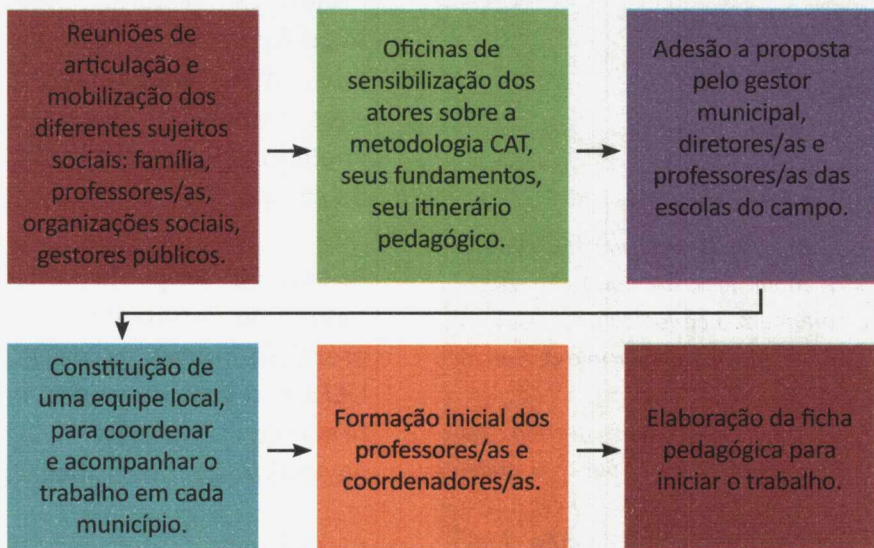 Reuniões de
articulação e
mobilização dos
diferentes sujeitos
sociais: família,
professores/as,
organizações sociais,
gestores públicos.
Oficinas de
sensibilização dos
atores sobre a
metodologia CAT,
seus fundamentos,
seu itinerário
pedagógico.
Adesão a proposta
pelo gestor
municipal,
diretores/as e
professores/as das
escolas do campo.
Constituição de
uma equipe local,
para coordenar
e acompanhar o
trabalho em cada
município.
Formação inicial dos
professores/as e
coordenadores/as.
Elaboração da ficha
pedagógica para
iniciar o trabalho.